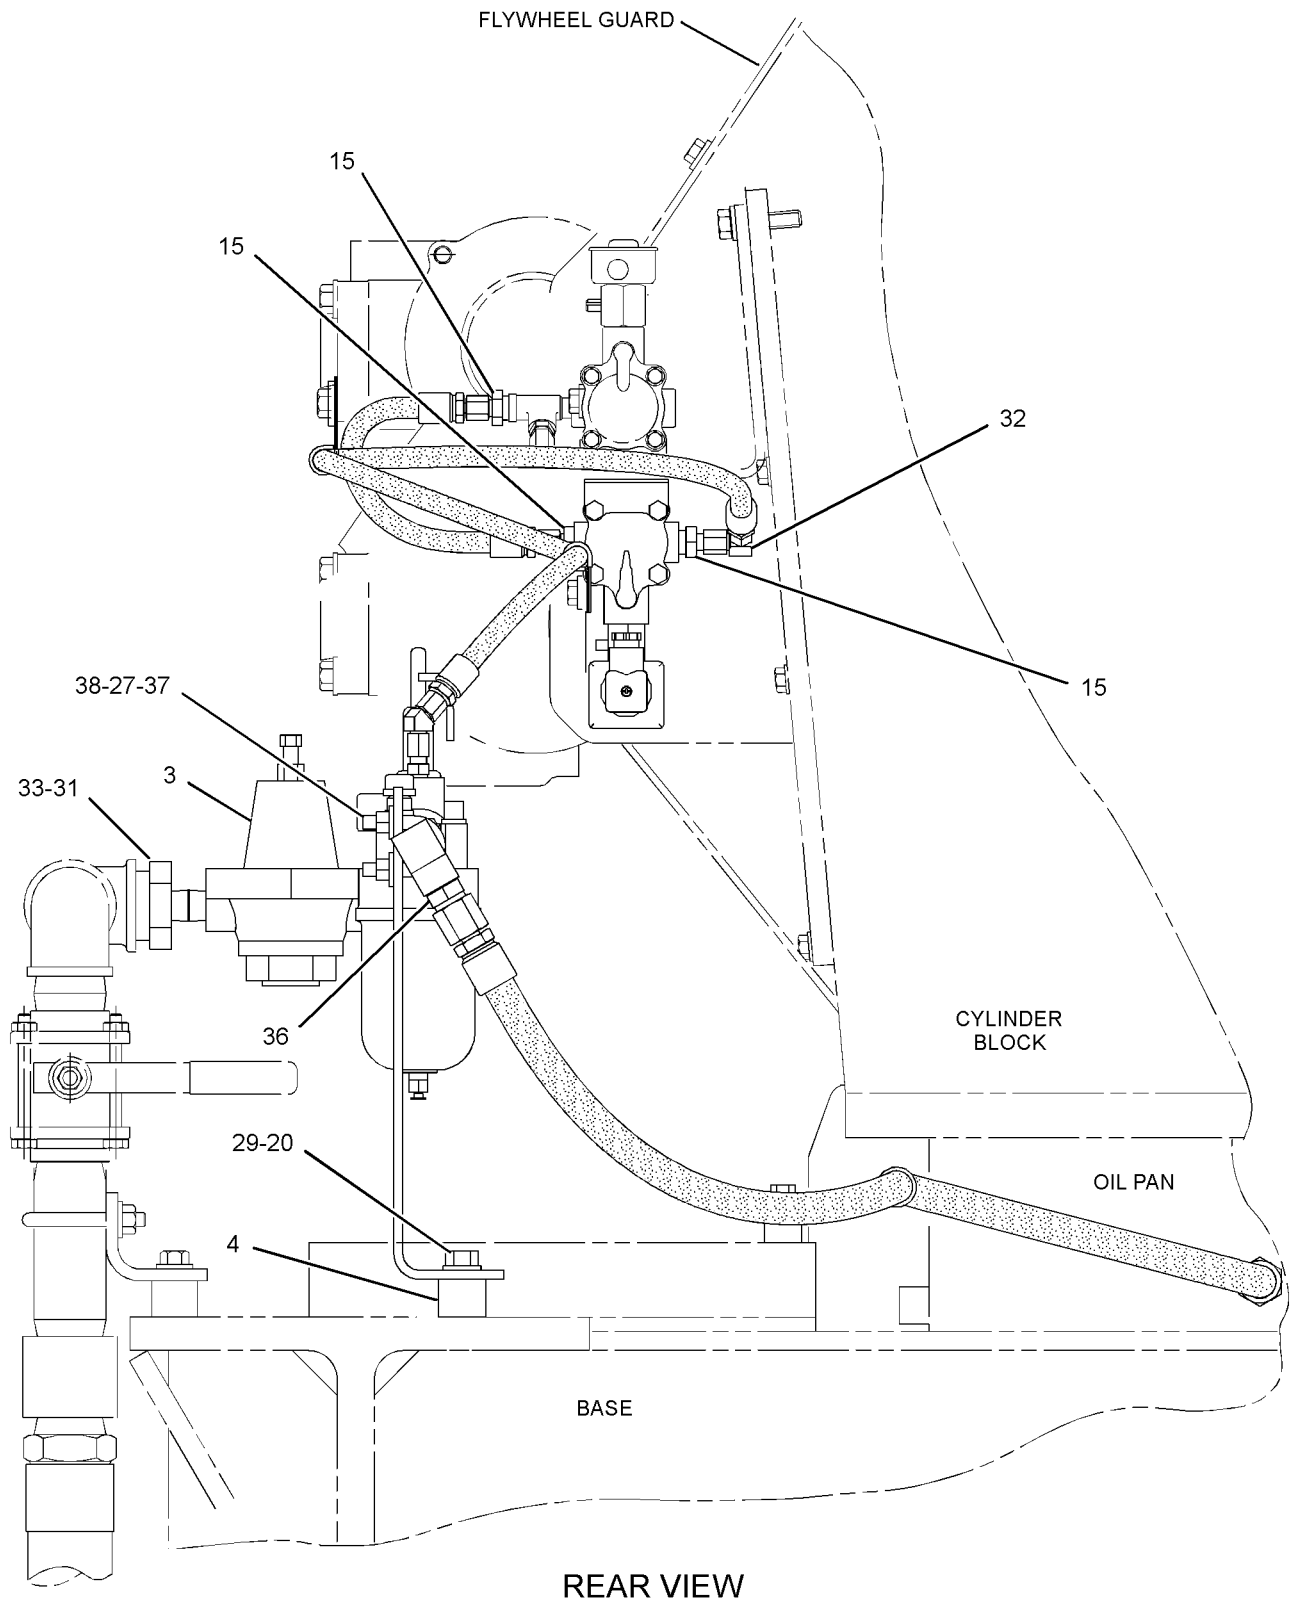 FLYWHEEL GUARD
15
15
32
15
38-27-37
3
33-31
36
CYLINDER
BLOCK
29-20
OIL PAN
4
BASE
REAR VIEW